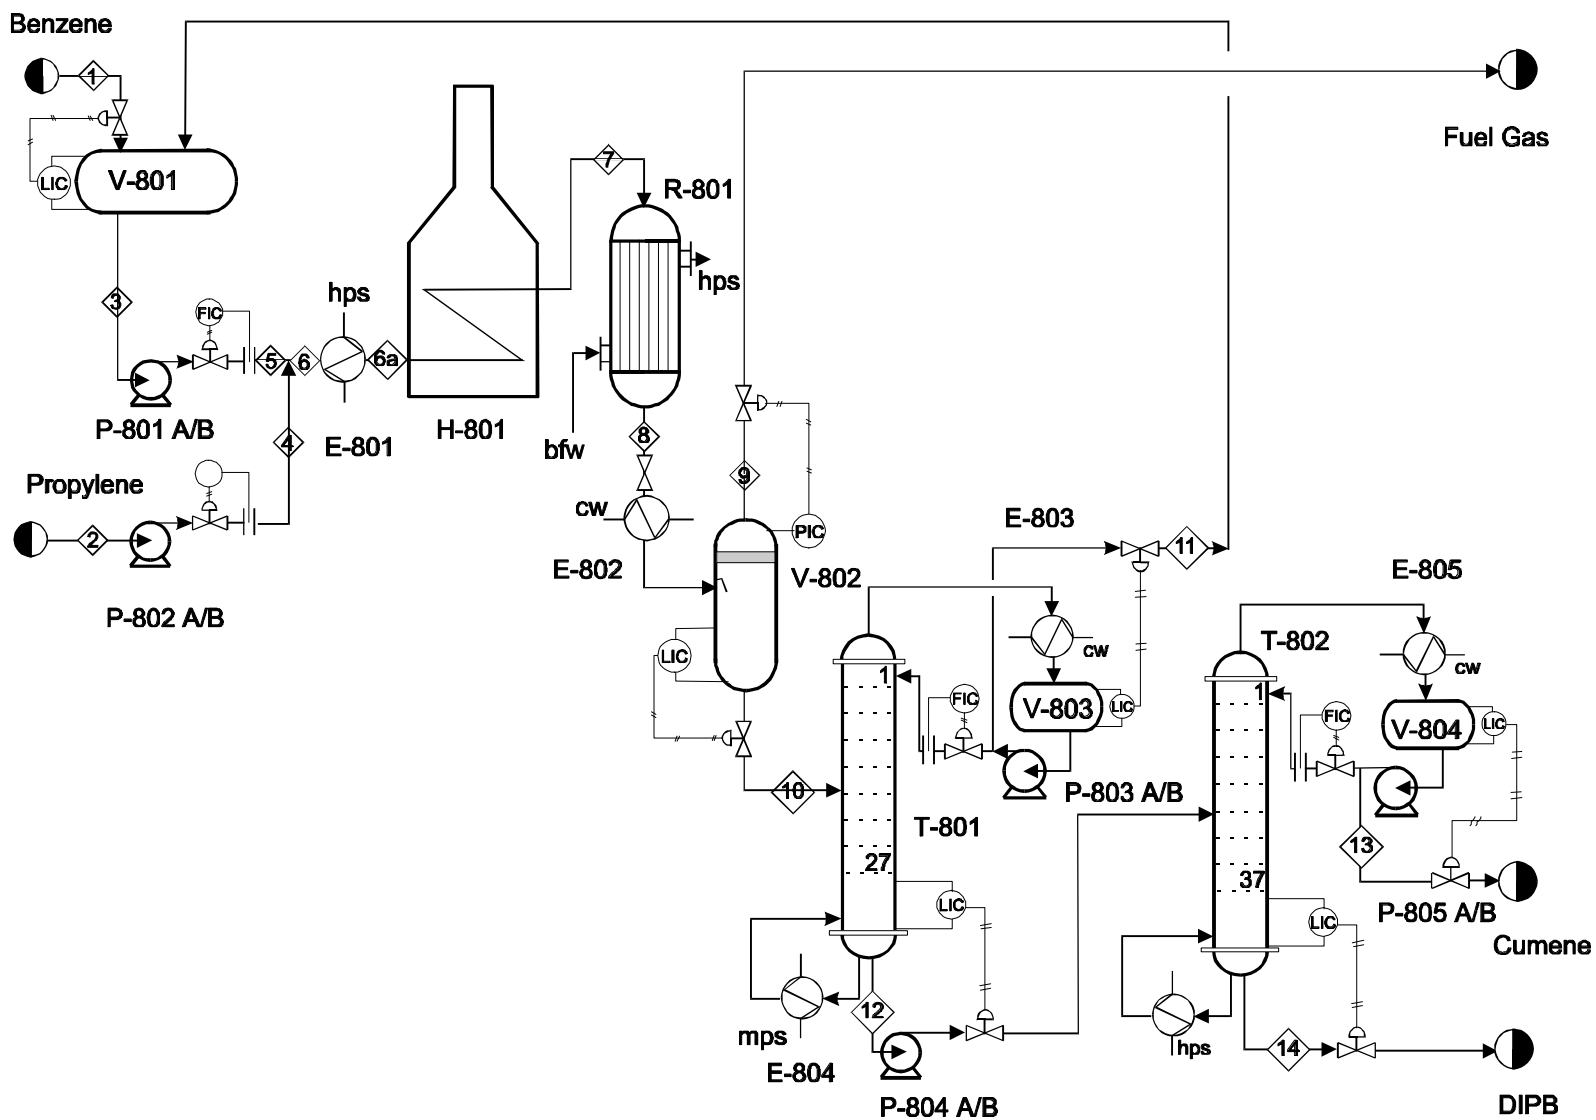 Benzene
1
Fuel Gas
LIC
V-801
7
R-801
hps
3
FIC
hps
5
6
6a
P-801 A/B
E-801
H-801
4
bfw
8
Propylene
9
cw
2
PIC
E-803
11
E-802
V-802
E-805
P-802 A/B
LIC
cw
T-802
cw
1
FIC
V-803
LIC
1
FIC
V-804
LIC
10
P-803 A/B
T-801
13
27
37
LIC
P-805 A/B
LIC
Cumene
12
mps
E-804
hps
14
P-804 A/B
DIPB